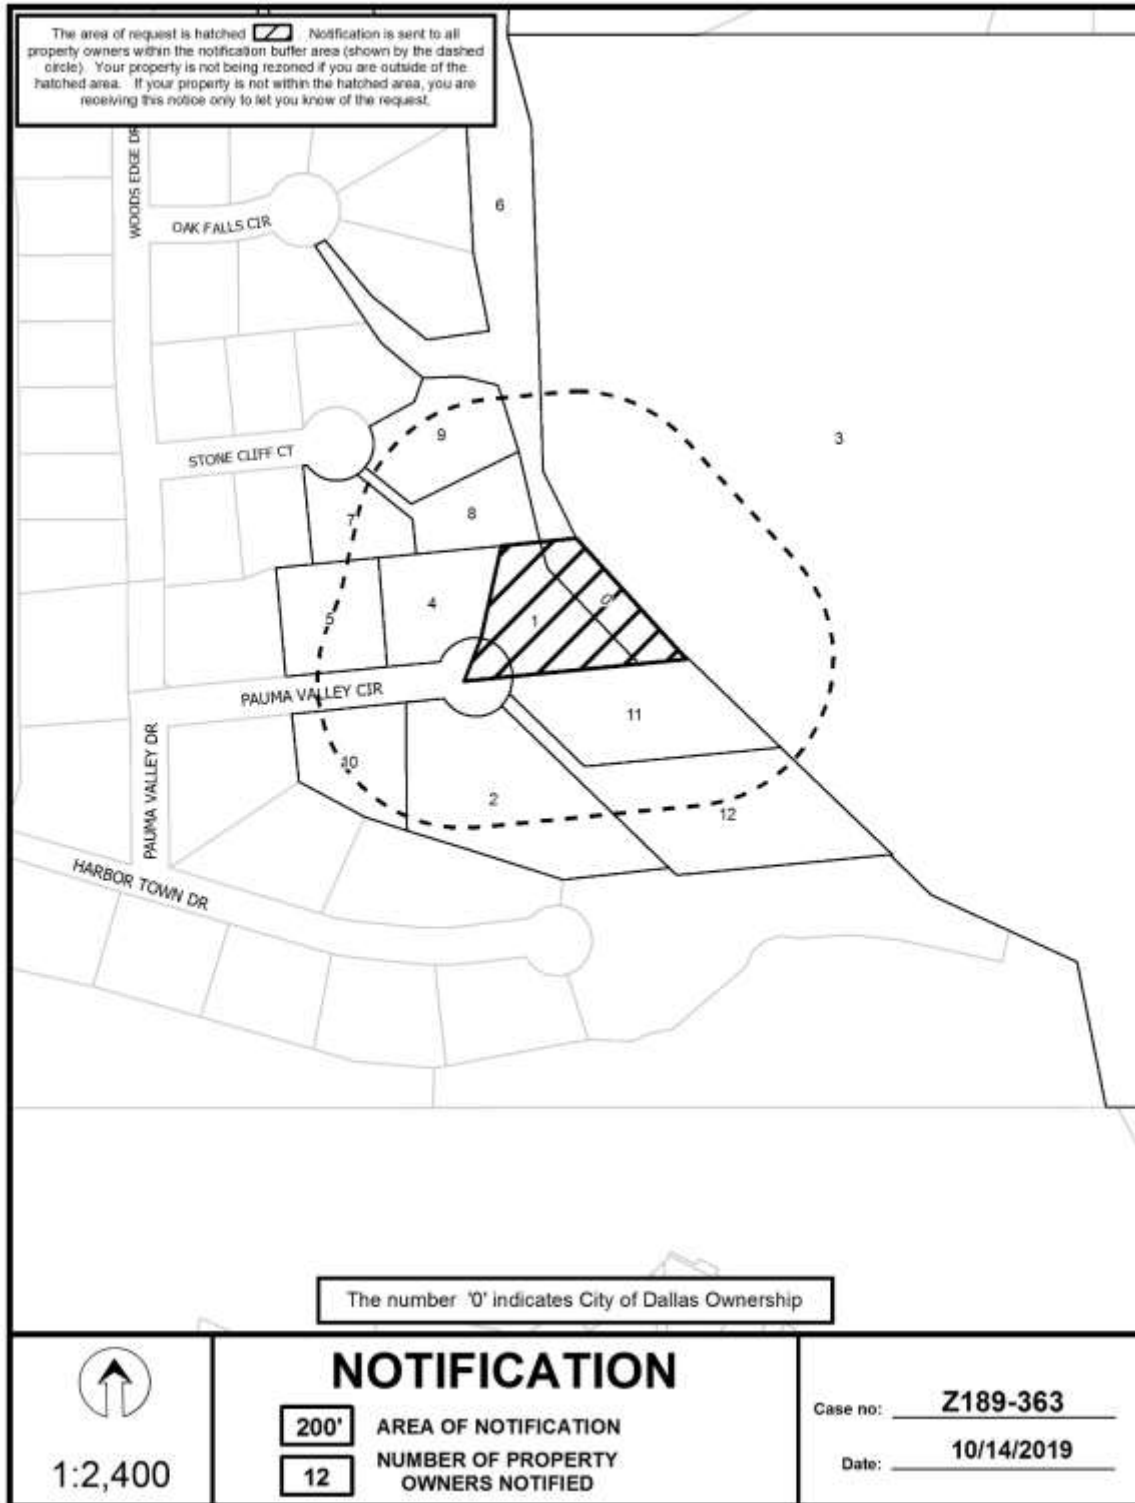 The area of request is hatched . Notification is sent to all
property owners within the notification buffer area (shown by the dashed
circle). Your property is not being rezoned if you are outside of the
hatched area. If your property is not within the hatched area, you are
receiving this notice only to let you know of the request.
WOODS EDGE DR
OAK FALLS CIR
6
3
9
STONE CLIFF CT
8
7
4
0
1
5
PAUMA VALLEY CIR
11
PAUMA VALLEY DR
10
2
12
HARBOR TOWN DR
The number '0' indicates City of Dallas Ownership
1:2,400
NOTIFICATION
200' AREA OF NOTIFICATION
12 NUMBER OF PROPERTY
OWNERS NOTIFIED
Case no: Z189-363
Date: 10/14/2019